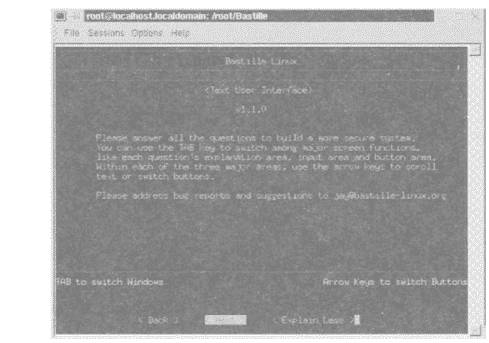 root@localhost.localdomain: /root/Bastille
File Sessions Options Help
Bastille Linux
(Text User Interface)
v1.1.0
Please answer all the questions to build a more secure system.
You can use the TAB key to switch among major screen functions,
like each question's explanation area, input area and button area.
Within each of the three major areas, use the arrow keys to scroll
text or switch buttons.
Please address bug reports and suggestions to jay@bastille-linux.org
TAB to switch Windows Arrow Keys to switch Buttons
< Back > < Next > < Explain Less >